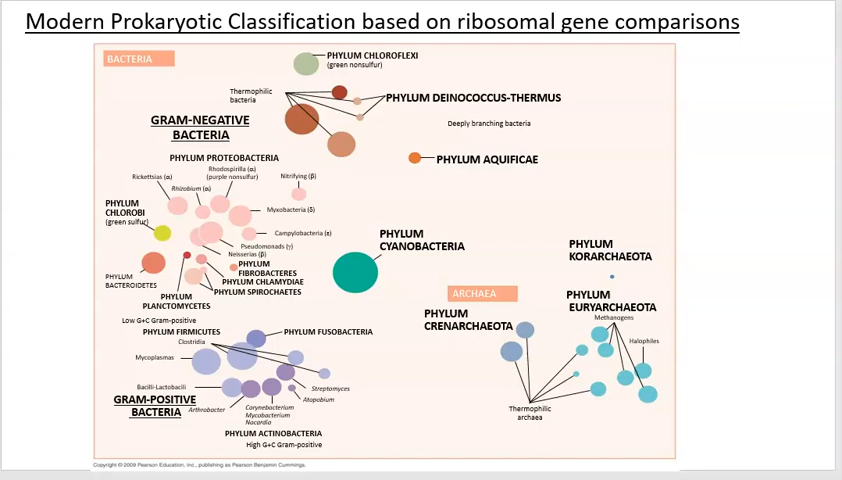 Modern Prokaryotic Classification based on ribosomal gene comparisons
BACTERIA
PHYLUM CHLOROFLEXI
(green nonsulfur)
Thermophilic
bacteria
PHYLUM DEINOCOCCUS-THERMUS
GRAM-NEGATIVE
BACTERIA
Deeply branching bacteria
PHYLUM AQUIFICAE
PHYLUM PROTEOBACTERIA
Rhodospirilla (α)
(purple nonsulfur)
Rickettsias (α)
Rhizobium (α)
Nitrifying (β)
PHYLUM
CHLOROBI
(green sulfur)
Myxobacteria (δ)
Campylobacteria (ε)
Pseudomonads (γ)
Neisserias (β)
PHYLUM
FIBROBACTERES
PHYLUM CHLAMYDIAE
PHYLUM SPIROCHAETES
PHYLUM
BACTEROIDETES
PHYLUM
PLANCTOMYCETES
PHYLUM
CYANOBACTERIA
PHYLUM
KORARCHAEOTA
ARCHAEA
PHYLUM
CRENARCHAEOTA
PHYLUM
EURYARCHAEOTA
Methanogens
Halophiles
Thermophilic
archaea
Low G+C Gram-positive
PHYLUM FIRMICUTES
PHYLUM FUSOBACTERIA
Clostridia
Mycoplasmas
Bacilli-Lactobacili
Streptomyces
Atopobium
GRAM-POSITIVE
BACTERIA
Arthrobacter
Corynebacterium
Mycobacterium
Nocardia
PHYLUM ACTINOBACTERIA
High G+C Gram-positive
Copyright © 2009 Pearson Education, Inc., publishing as Pearson Benjamin Cummings.